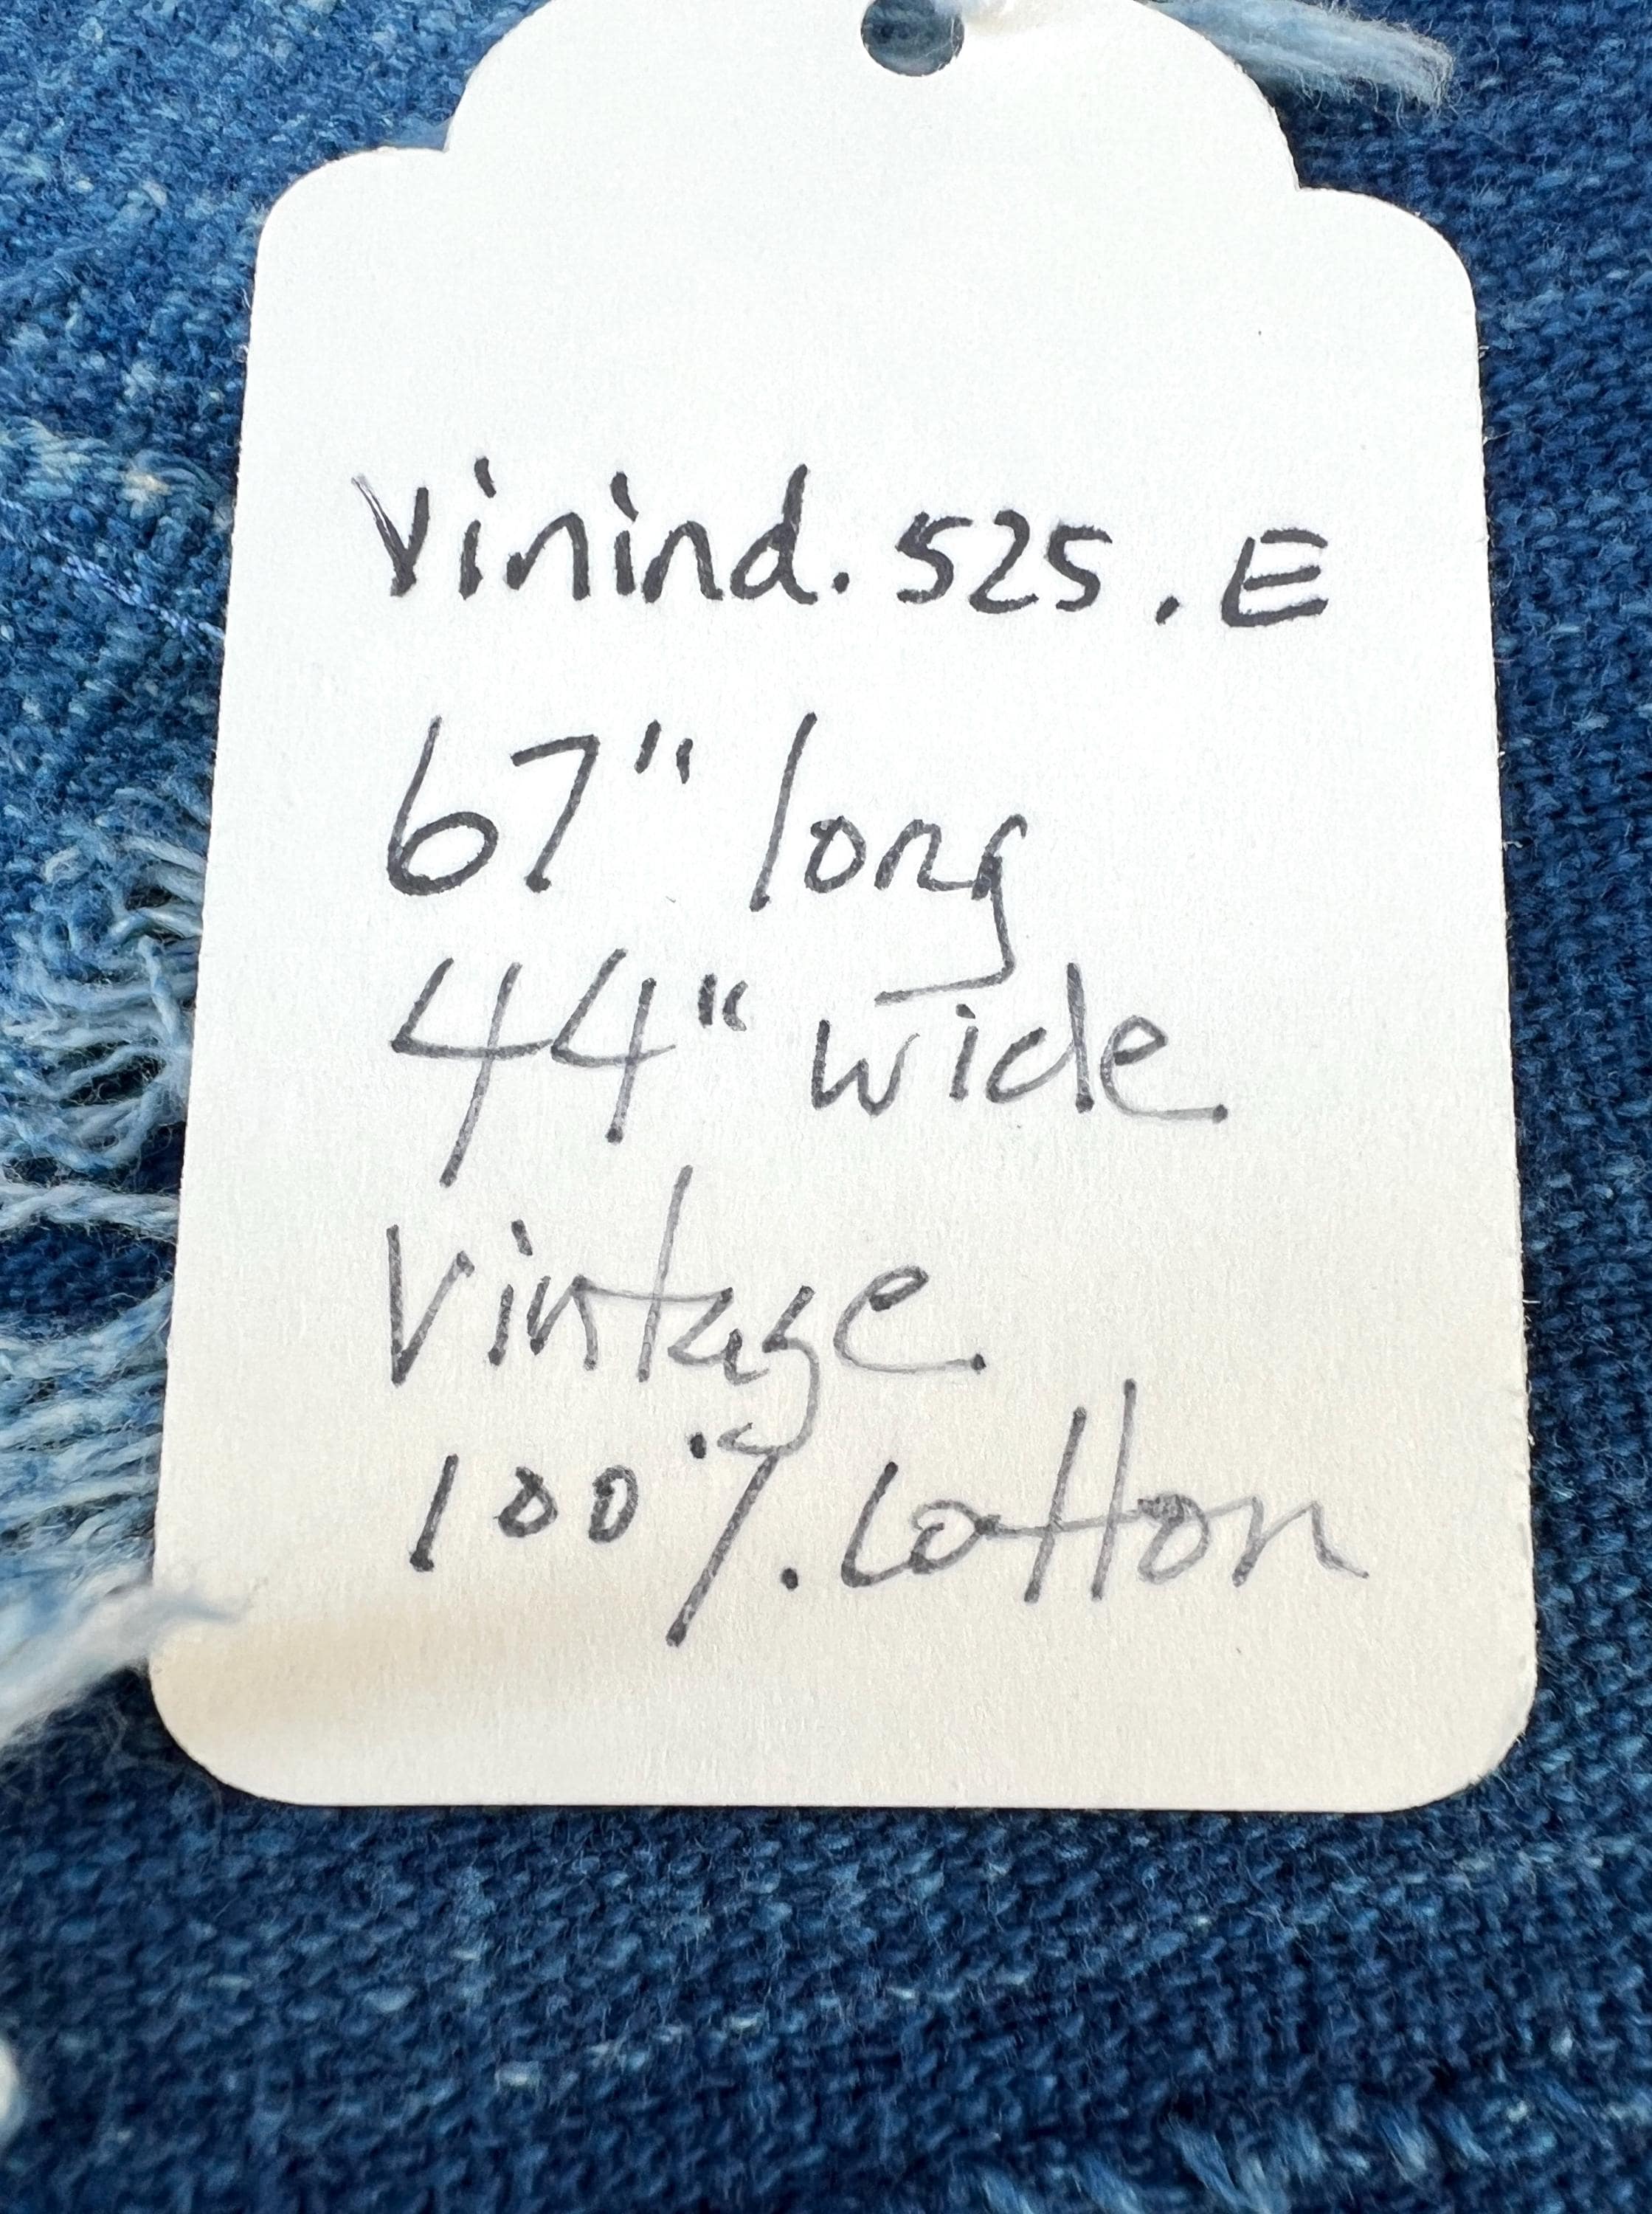 Vinind. 525. E
67" long
44" wide
Vintage
100%. Cotton